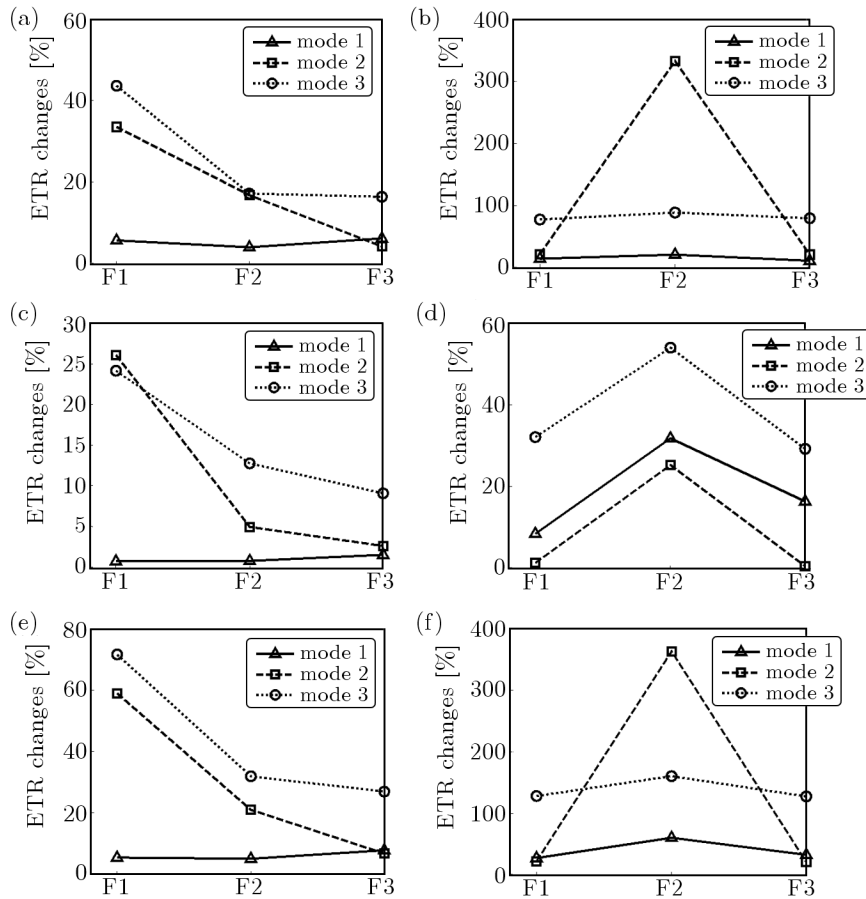 (a)
ETR changes [%]
60
40
20
0
F1 F2 F3
mode 1
mode 2
mode 3
(b)
ETR changes [%]
400
300
200
100
0
F1 F2 F3
mode 1
mode 2
mode 3
(c)
ETR changes [%]
30
25
20
15
10
5
0
F1 F2 F3
mode 1
mode 2
mode 3
(d)
ETR changes [%]
60
40
20
0
F1 F2 F3
mode 1
mode 2
mode 3
(e)
ETR changes [%]
80
60
40
20
0
F1 F2 F3
mode 1
mode 2
mode 3
(f)
ETR changes [%]
400
300
200
100
0
F1 F2 F3
mode 1
mode 2
mode 3